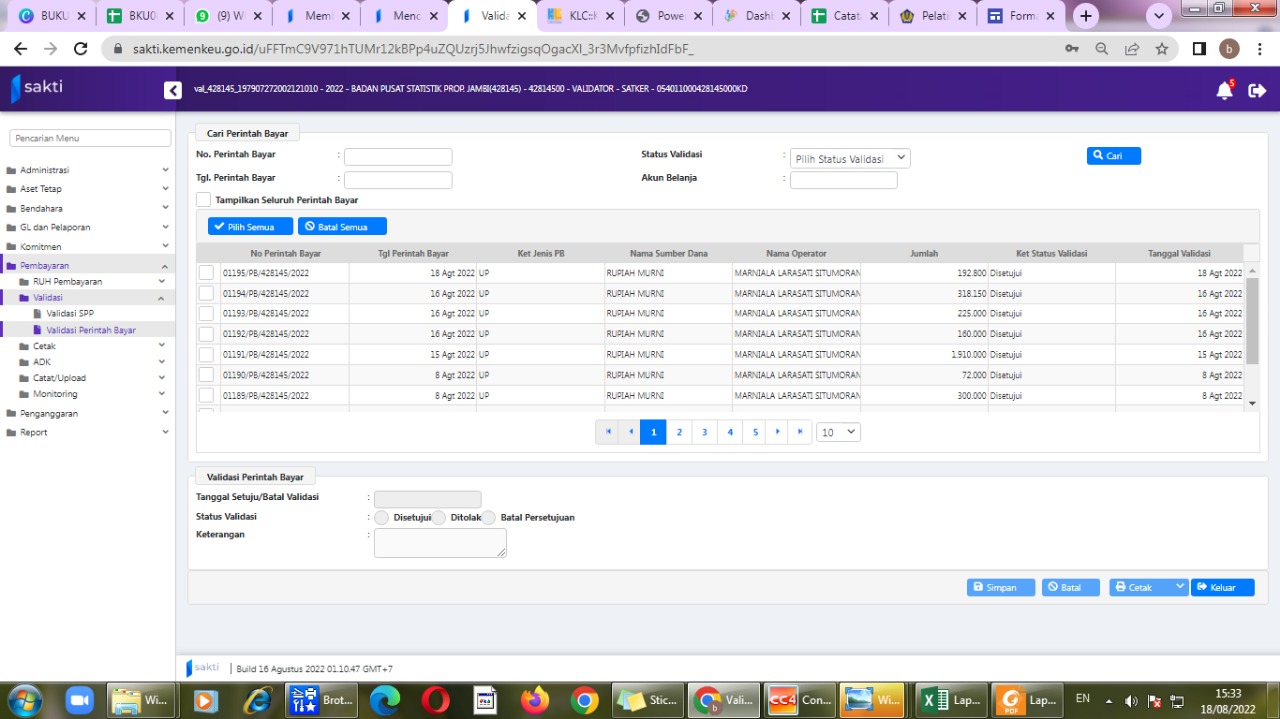 BUKU
BKU0
(9) W
Meml
Menc
Valida
KLC::k
Powe
Dashl
Catat
Pelati
Forma
sakti.kemenkeu.go.id/uFFTmC9V971hTUMr12kBPp4uZQUzrj5JhwfzigsqOgacXl_3r3MvfpfizhIdFbF_
b
sakti
val_428145_197907272002121010 - 2022 - BADAN PUSAT STATISTIK PROP. JAMBI(428145) - 42814500 - VALIDATOR - SATKER - 054011000428145000KD
5
Pencarian Menu
Administrasi
Aset Tetap
Bendahara
GL dan Pelaporan
Komitmen
Pembayaran
RUH Pembayaran
Validasi
Validasi SPP
Validasi Perintah Bayar
Cetak
ADK
Catat/Upload
Monitoring
Penganggaran
Report
Cari Perintah Bayar
No. Perintah Bayar : Status Validasi : Pilih Status Validasi Cari
Tgl. Perintah Bayar : Akun Belanja :
Tampilkan Seluruh Perintah Bayar
Pilih Semua Batal Semua
No Perintah Bayar Tgl Perintah Bayar Ket Jenis PB Nama Sumber Dana Nama Operator Jumlah Ket Status Validasi Tanggal Validasi
01195/PB/428145/2022 18 Agt 2022 UP RUPIAH MURNI MARNIALA LARASATI SITUMORAN 192.800 Disetujui 18 Agt 2022
01194/PB/428145/2022 16 Agt 2022 UP RUPIAH MURNI MARNIALA LARASATI SITUMORAN 318.150 Disetujui 16 Agt 2022
01193/PB/428145/2022 16 Agt 2022 UP RUPIAH MURNI MARNIALA LARASATI SITUMORAN 225.000 Disetujui 16 Agt 2022
01192/PB/428145/2022 16 Agt 2022 UP RUPIAH MURNI MARNIALA LARASATI SITUMORAN 160.000 Disetujui 16 Agt 2022
01191/PB/428145/2022 15 Agt 2022 UP RUPIAH MURNI MARNIALA LARASATI SITUMORAN 1.910.000 Disetujui 15 Agt 2022
01190/PB/428145/2022 8 Agt 2022 UP RUPIAH MURNI MARNIALA LARASATI SITUMORAN 72.000 Disetujui 8 Agt 2022
01189/PB/428145/2022 8 Agt 2022 UP RUPIAH MURNI MARNIALA LARASATI SITUMORAN 300.000 Disetujui 8 Agt 2022
1 2 3 4 5 10
Validasi Perintah Bayar
Tanggal Setuju/Batal Validasi :
Status Validasi : Disetujui Ditolak Batal Persetujuan
Keterangan :
Simpan Batal Cetak Keluar
sakti | Build 16 Agustus 2022 01.10.47 GMT+7
Wi...
Brot...
Stic...
Vali...
CC4 Con...
Wi...
Lap...
PDF Lap...
EN
15:33
18/08/2022